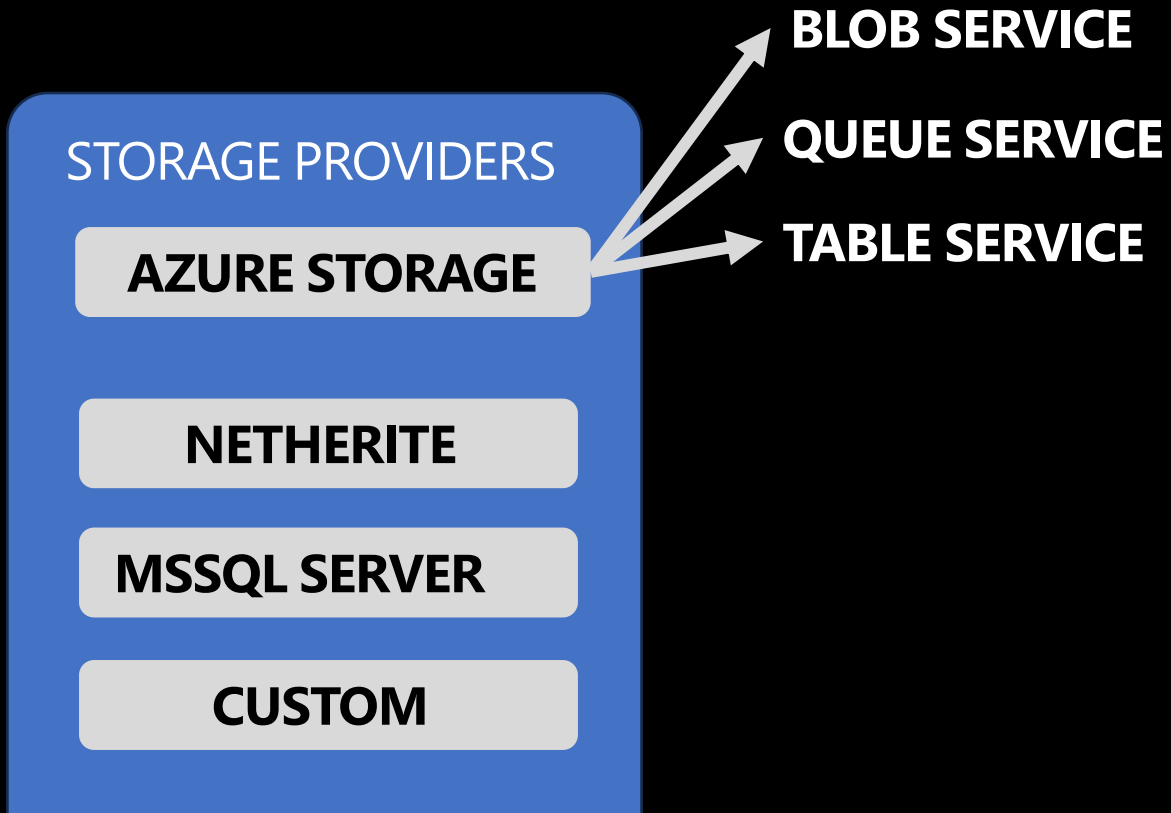 BLOB SERVICE
QUEUE SERVICE
TABLE SERVICE
STORAGE PROVIDERS
AZURE STORAGE
NETHERITE
MSSQL SERVER
CUSTOM